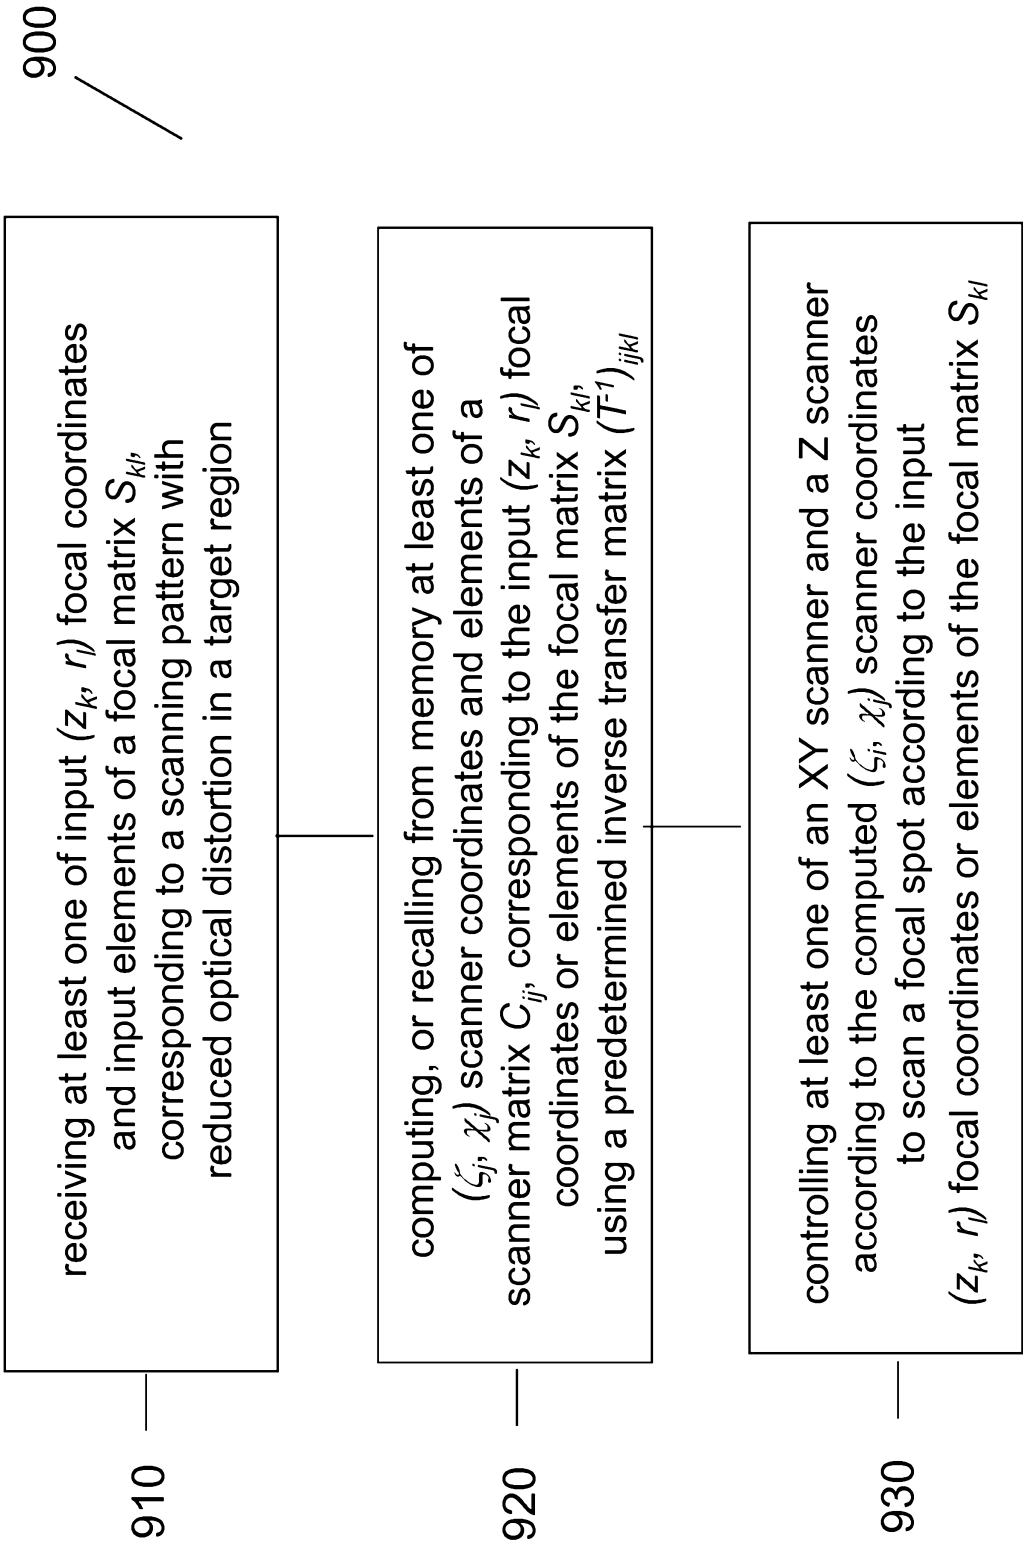 900
910
receiving at least one of input (z_k, r_l) focal coordinates
and input elements of a focal matrix S_kl,
corresponding to a scanning pattern with
reduced optical distortion in a target region
920
computing, or recalling from memory at least one of
(ζ_j, χ_j) scanner coordinates and elements of a
scanner matrix C_ij, corresponding to the input (z_k, r_l) focal
coordinates or elements of the focal matrix S_kl,
using a predetermined inverse transfer matrix (T^-1)_ijkl
930
controlling at least one of an XY scanner and a Z scanner
according to the computed (ζ_i, χ_j) scanner coordinates
to scan a focal spot according to the input
(z_k, r_l) focal coordinates or elements of the focal matrix S_kl